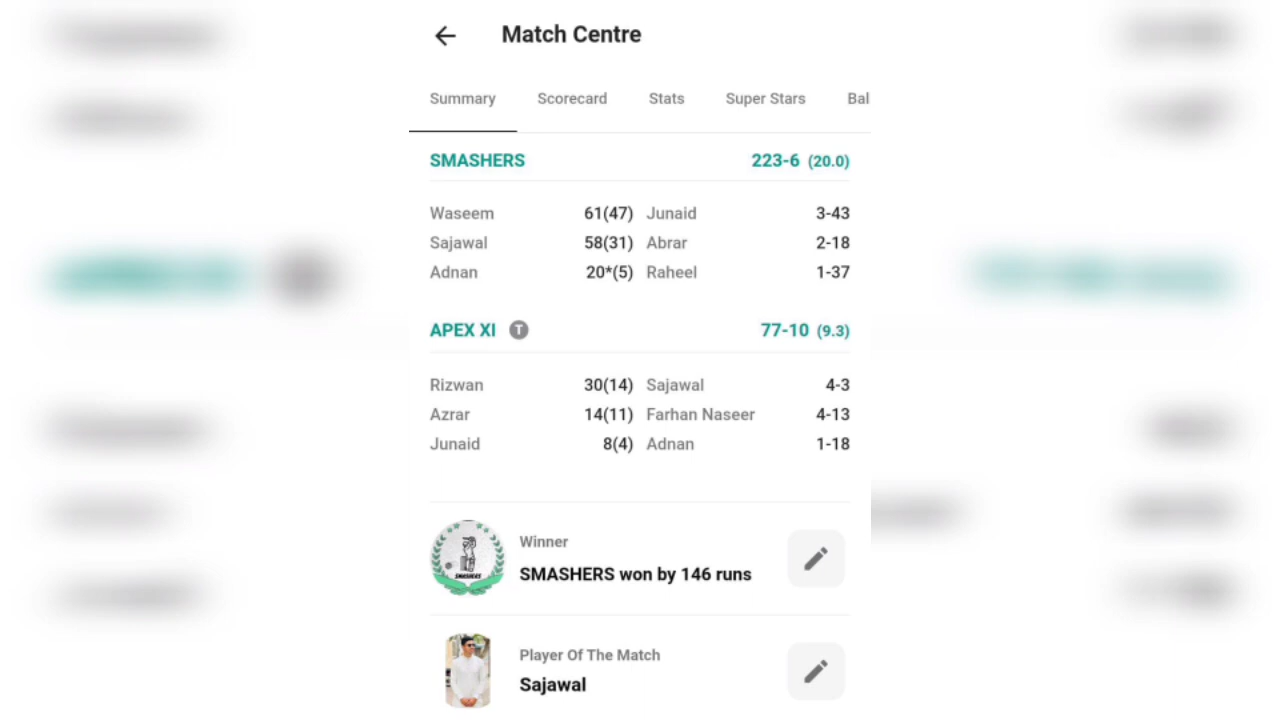 Match Centre
Summary Scorecard Stats Super Stars Bal
SMASHERS 223-6 (20.0)
Waseem 61(47) Junaid 3-43
Sajawal 58(31) Abrar 2-18
Adnan 20*(5) Raheel 1-37
APEX XI T 77-10 (9.3)
Rizwan 30(14) Sajawal 4-3
Azrar 14(11) Farhan Naseer 4-13
Junaid 8(4) Adnan 1-18
Winner
SMASHERS won by 146 runs
SMASHERS
Player Of The Match
Sajawal